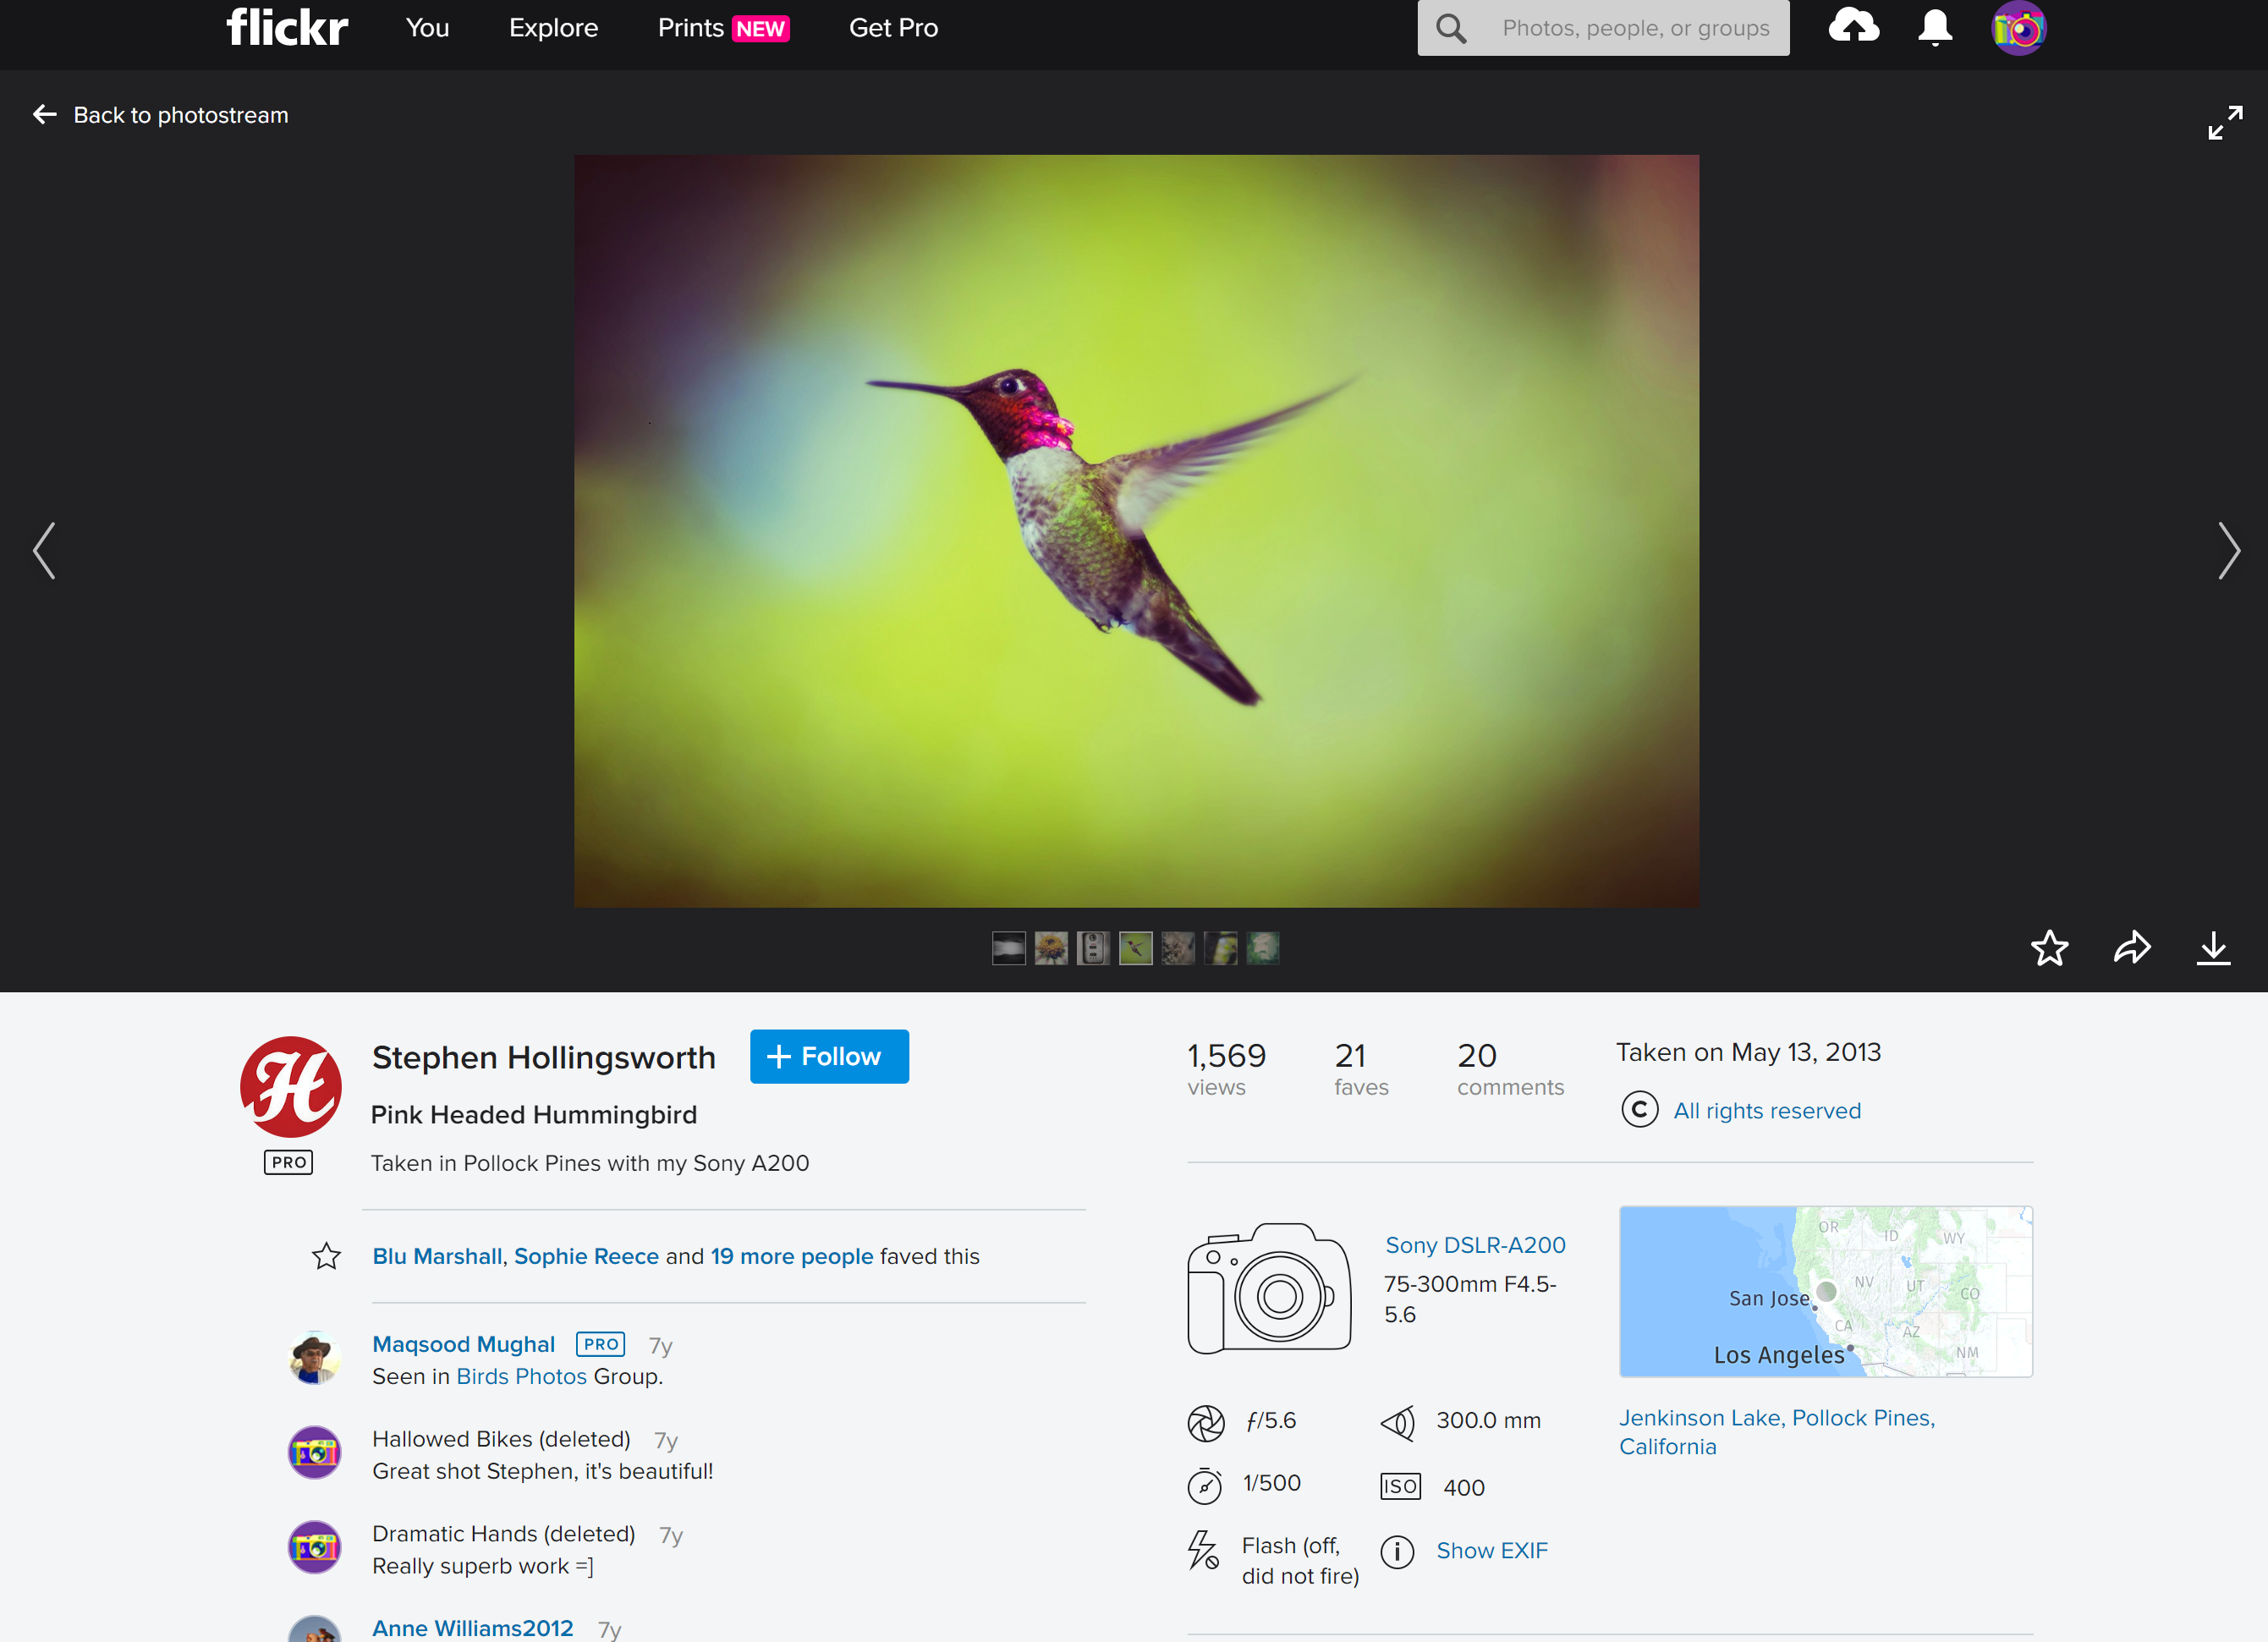 flickr
You
Explore
Prints NEW
Get Pro
Photos, people, or groups
Back to photostream
Stephen Hollingsworth
+ Follow
Pink Headed Hummingbird
PRO
Taken in Pollock Pines with my Sony A200
Blu Marshall, Sophie Reece and 19 more people faved this
Maqsood Mughal PRO 7y
Seen in Birds Photos Group.
Hallowed Bikes (deleted) 7y
Great shot Stephen, it's beautiful!
Dramatic Hands (deleted) 7y
Really superb work =]
Anne Williams2012 7y
1,569
views
21
faves
20
comments
Taken on May 13, 2013
© All rights reserved
Sony DSLR-A200
75-300mm F4.5-
5.6
ƒ/5.6
300.0 mm
1/500
ISO 400
Flash (off,
did not fire)
Show EXIF
OR
ID
WY
NV
UT
CO
San Jose
CA
AZ
Los Angeles
NM
Jenkinson Lake, Pollock Pines,
California